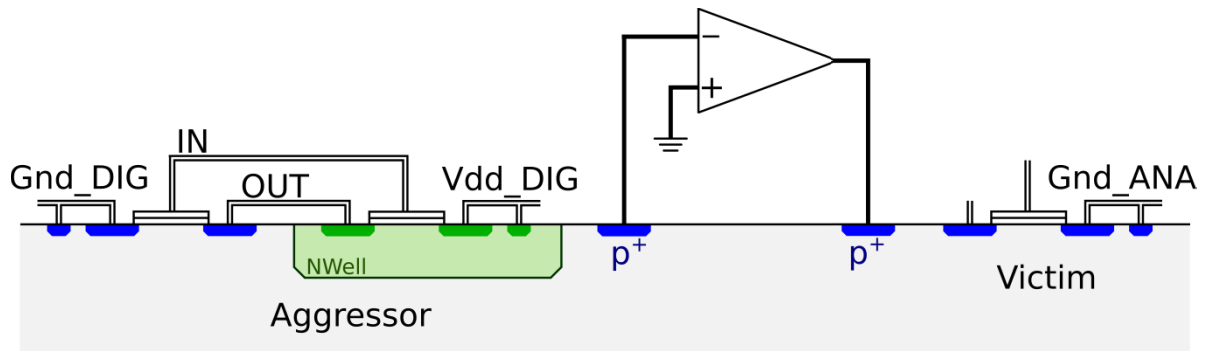 IN
Gnd_DIG
OUT
Vdd_DIG
−
+
Gnd_ANA
p+
p+
NWell
Victim
Aggressor